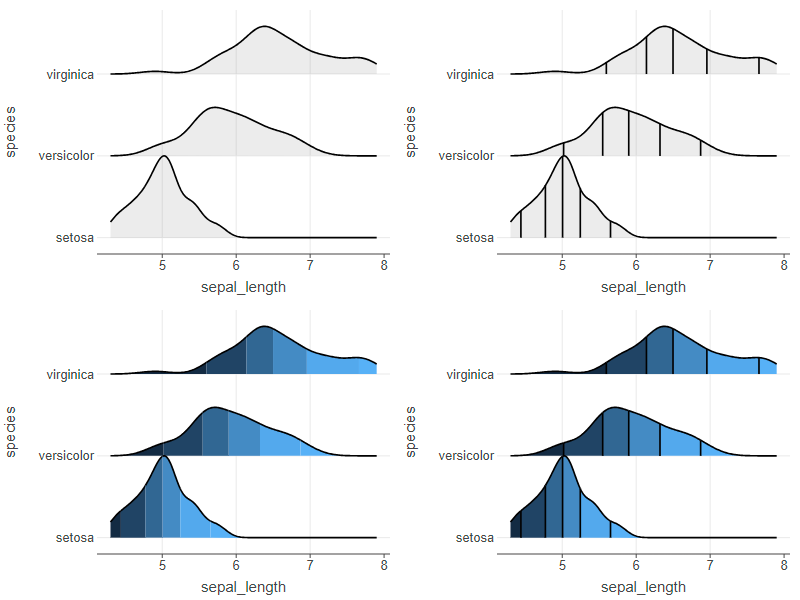 virginica
versicolor
setosa
species
5 6 7 8
sepal_length
virginica
versicolor
setosa
species
5 6 7 8
sepal_length
virginica
versicolor
setosa
species
5 6 7 8
sepal_length
virginica
versicolor
setosa
species
5 6 7 8
sepal_length